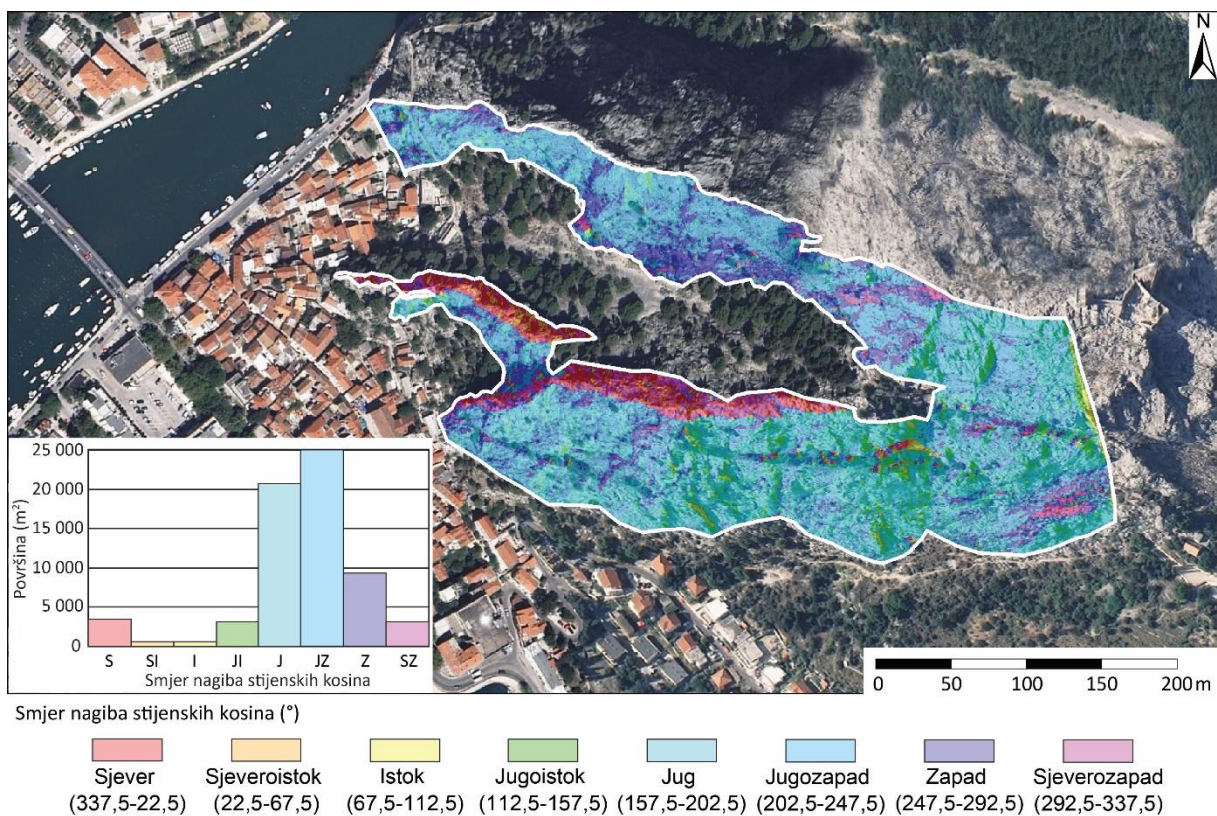 N
25 000
20 000
15 000
10 000
5 000
0
Površina (m²)
S SI I JI J JZ Z SZ
Smjer nagiba stijenskih kosina
0 50 100 150 200 m
Smjer nagiba stijenskih kosina (°)
Sjever Sjeveroistok Istok Jugoistok Jug Jugozapad Zapad Sjeverozapad
(337,5-22,5) (22,5-67,5) (67,5-112,5) (112,5-157,5) (157,5-202,5) (202,5-247,5) (247,5-292,5) (292,5-337,5)